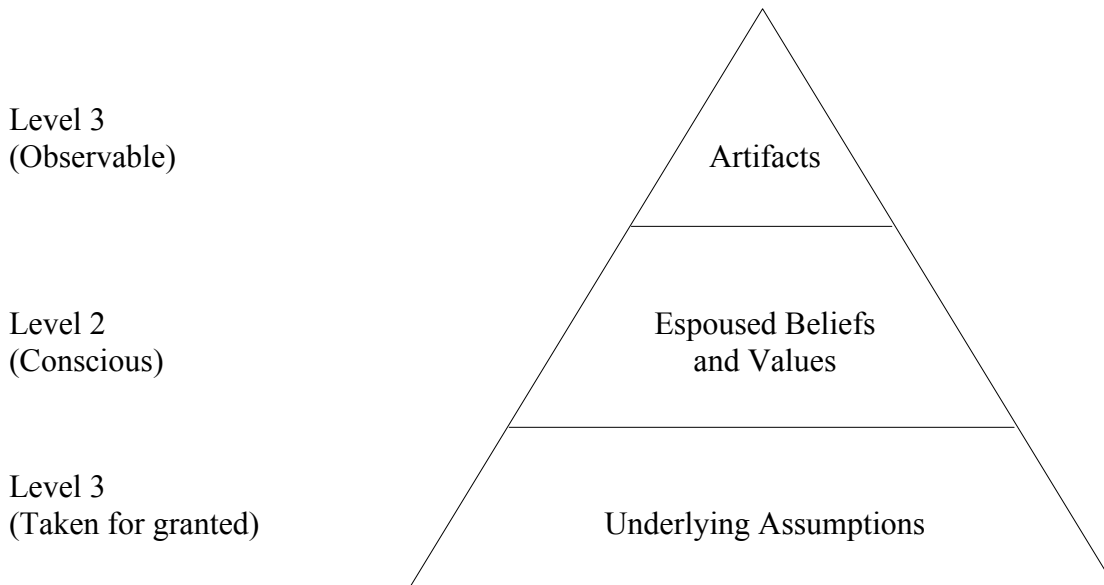 Level 3
(Observable)
Artifacts
Level 2
(Conscious)
Espoused Beliefs
and Values
Level 3
(Taken for granted)
Underlying Assumptions